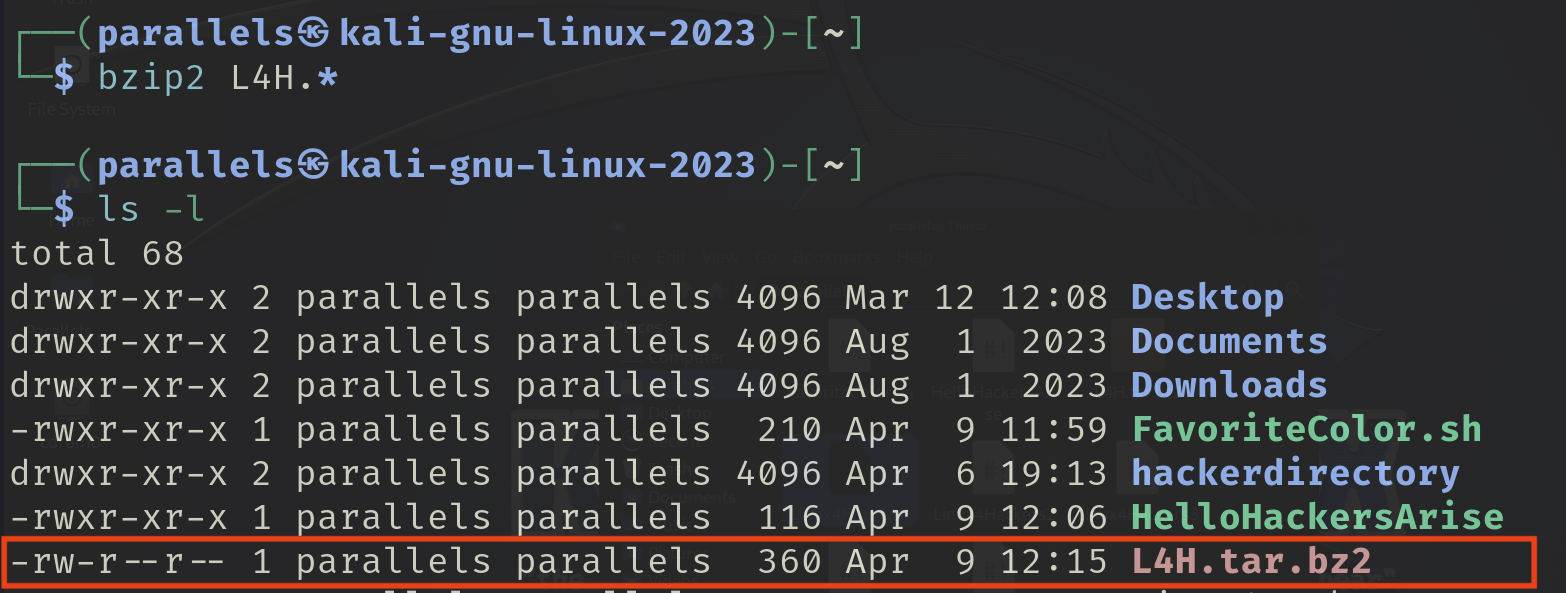 ┌──(parallels㉿kali-gnu-linux-2023)-[~]
└─$ bzip2 L4H.*
┌──(parallels㉿kali-gnu-linux-2023)-[~]
└─$ ls -l
total 68
drwxr-xr-x 2 parallels parallels 4096 Mar 12 12:08 Desktop
drwxr-xr-x 2 parallels parallels 4096 Aug  1  2023 Documents
drwxr-xr-x 2 parallels parallels 4096 Aug  1  2023 Downloads
-rwxr-xr-x 1 parallels parallels  210 Apr  9 11:59 FavoriteColor.sh
drwxr-xr-x 2 parallels parallels 4096 Apr  6 19:13 hackerdirectory
-rwxr-xr-x 1 parallels parallels  116 Apr  9 12:06 HelloHackersArise
-rw-r--r-- 1 parallels parallels  360 Apr  9 12:15 L4H.tar.bz2